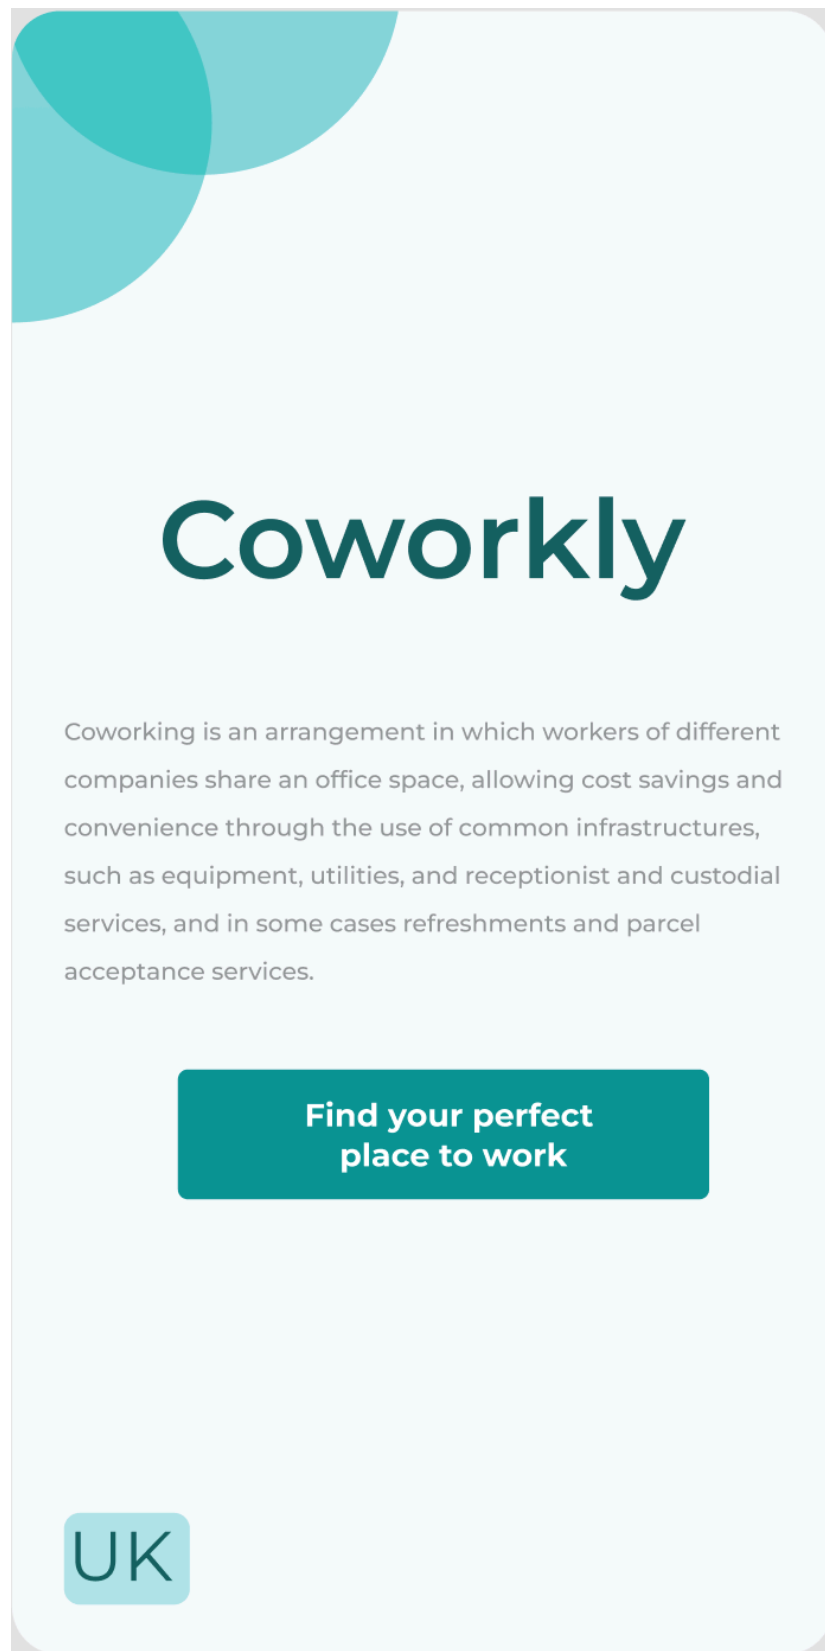 Coworkly
Coworking is an arrangement in which workers of different
companies share an office space, allowing cost savings and
convenience through the use of common infrastructures,
such as equipment, utilities, and receptionist and custodial
services, and in some cases refreshments and parcel
acceptance services.
Find your perfect
place to work
UK